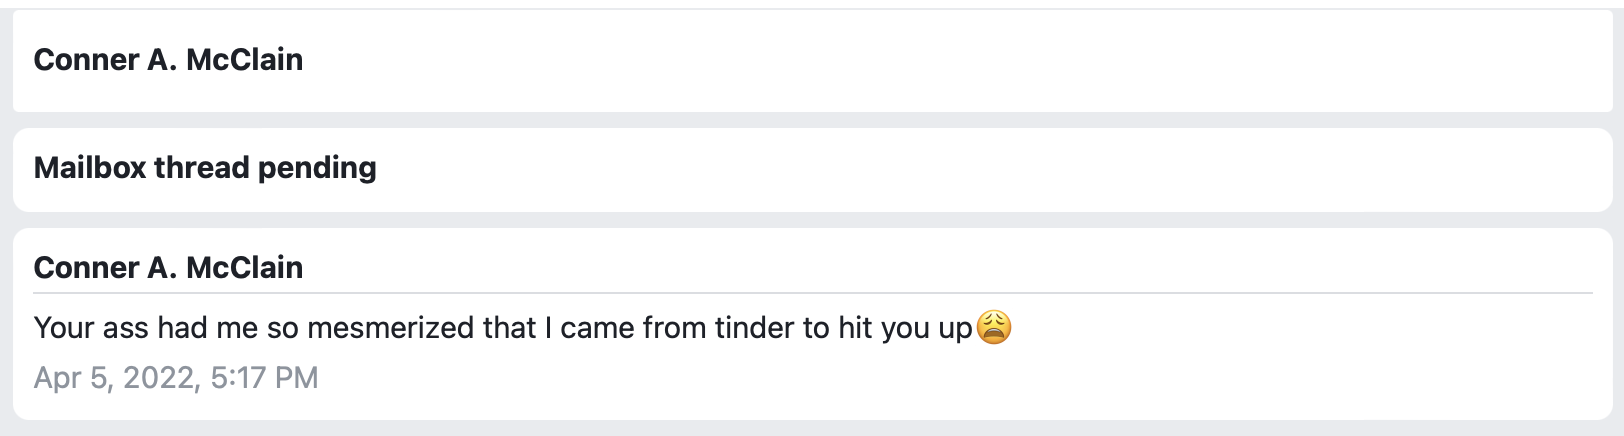 Conner A. McClain
Mailbox thread pending
Conner A. McClain
Your ass had me so mesmerized that I came from tinder to hit you up😩
Apr 5, 2022, 5:17 PM